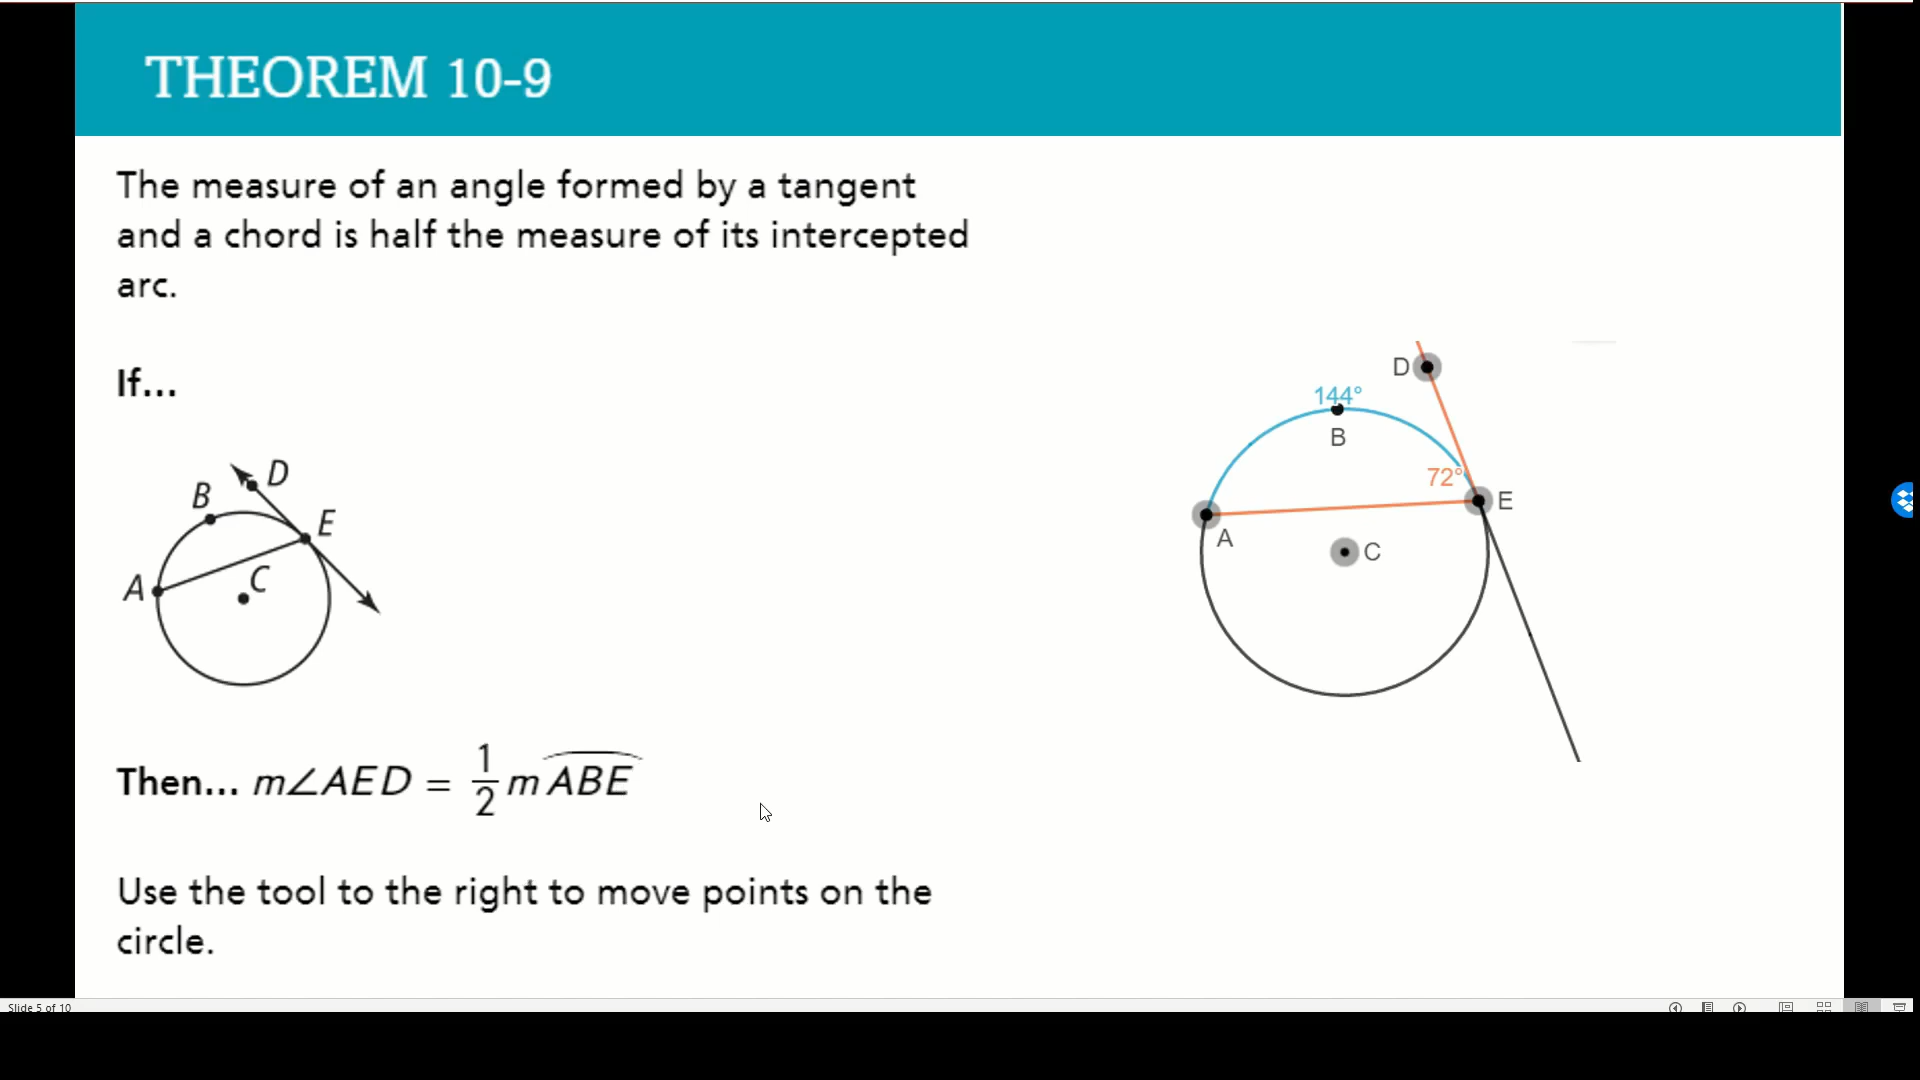 THEOREM 10-9
The measure of an angle formed by a tangent
and a chord is half the measure of its intercepted
arc.
If...
D
B
E
A
C
Then... m∠AED = 1/2 m ABE
Use the tool to the right to move points on the
circle.
D
144°
B
72°
E
A
C
Slide 5 of 10